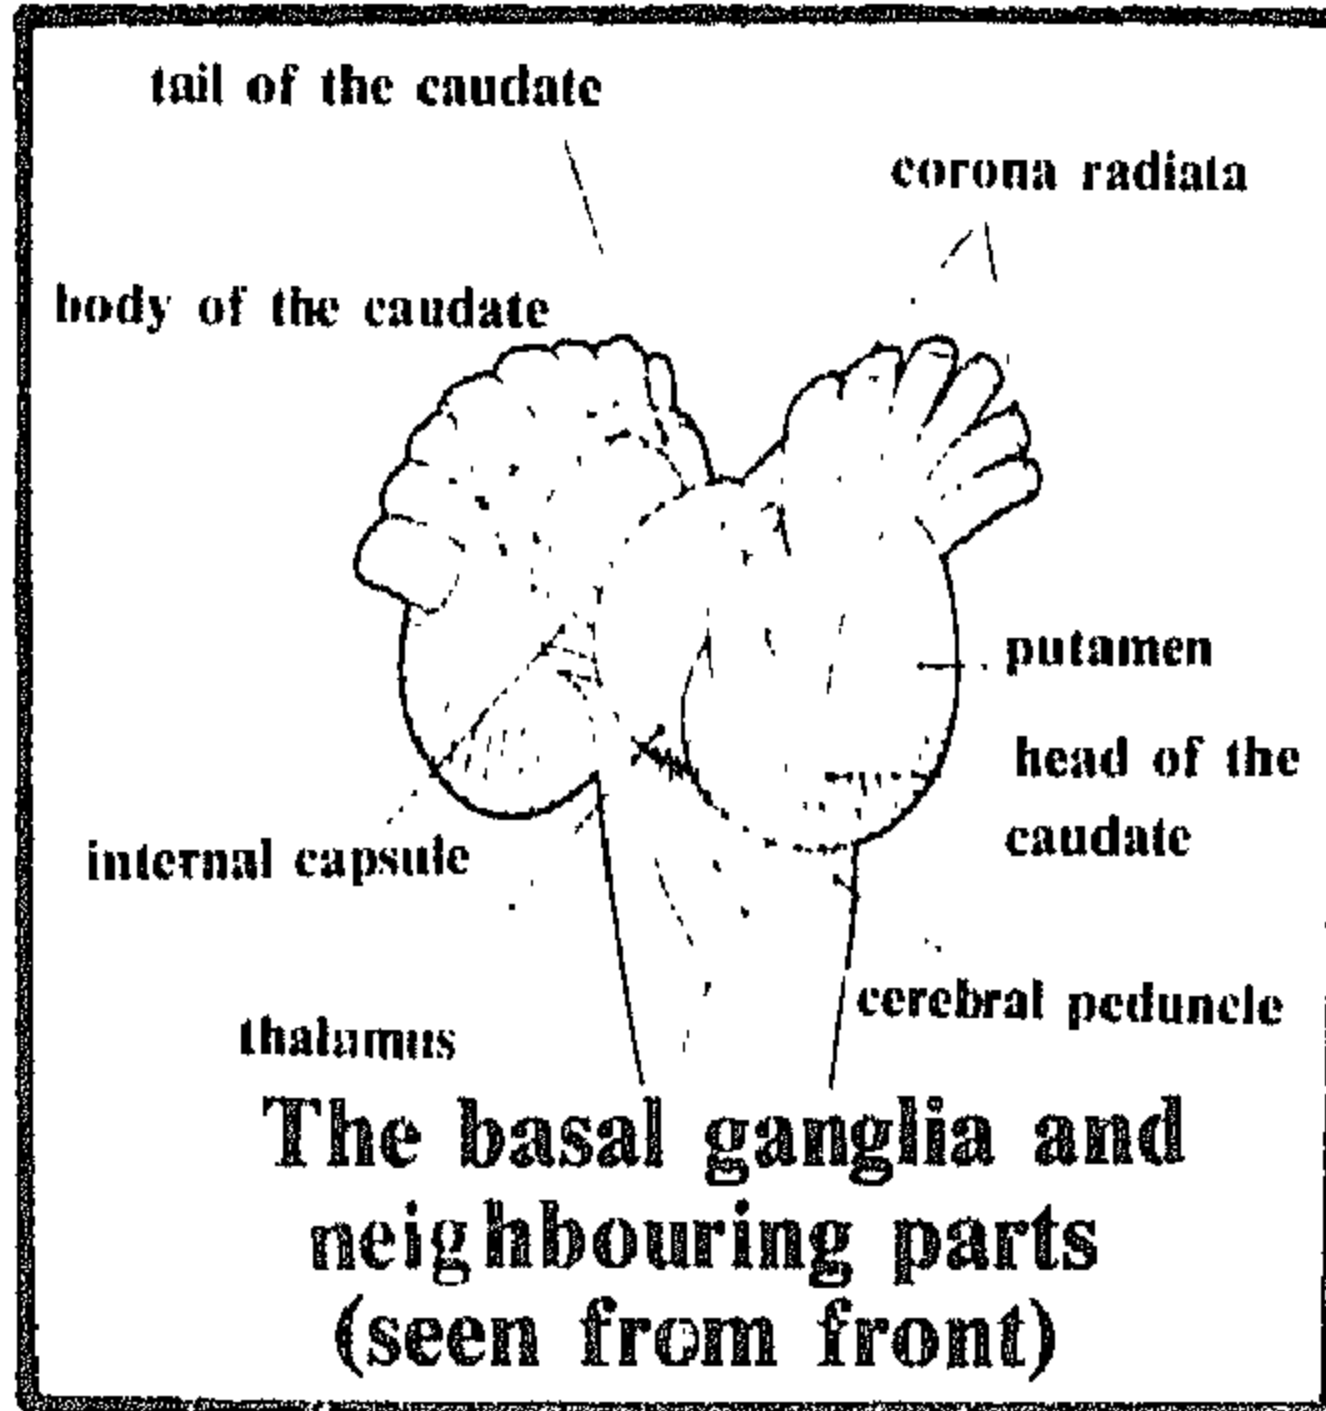 tail of the caudate
corona radiata
body of the caudate
putamen
head of the
caudate
internal capsule
cerebral peduncle
thalamus
The basal ganglia and
neighbouring parts
(seen from front)